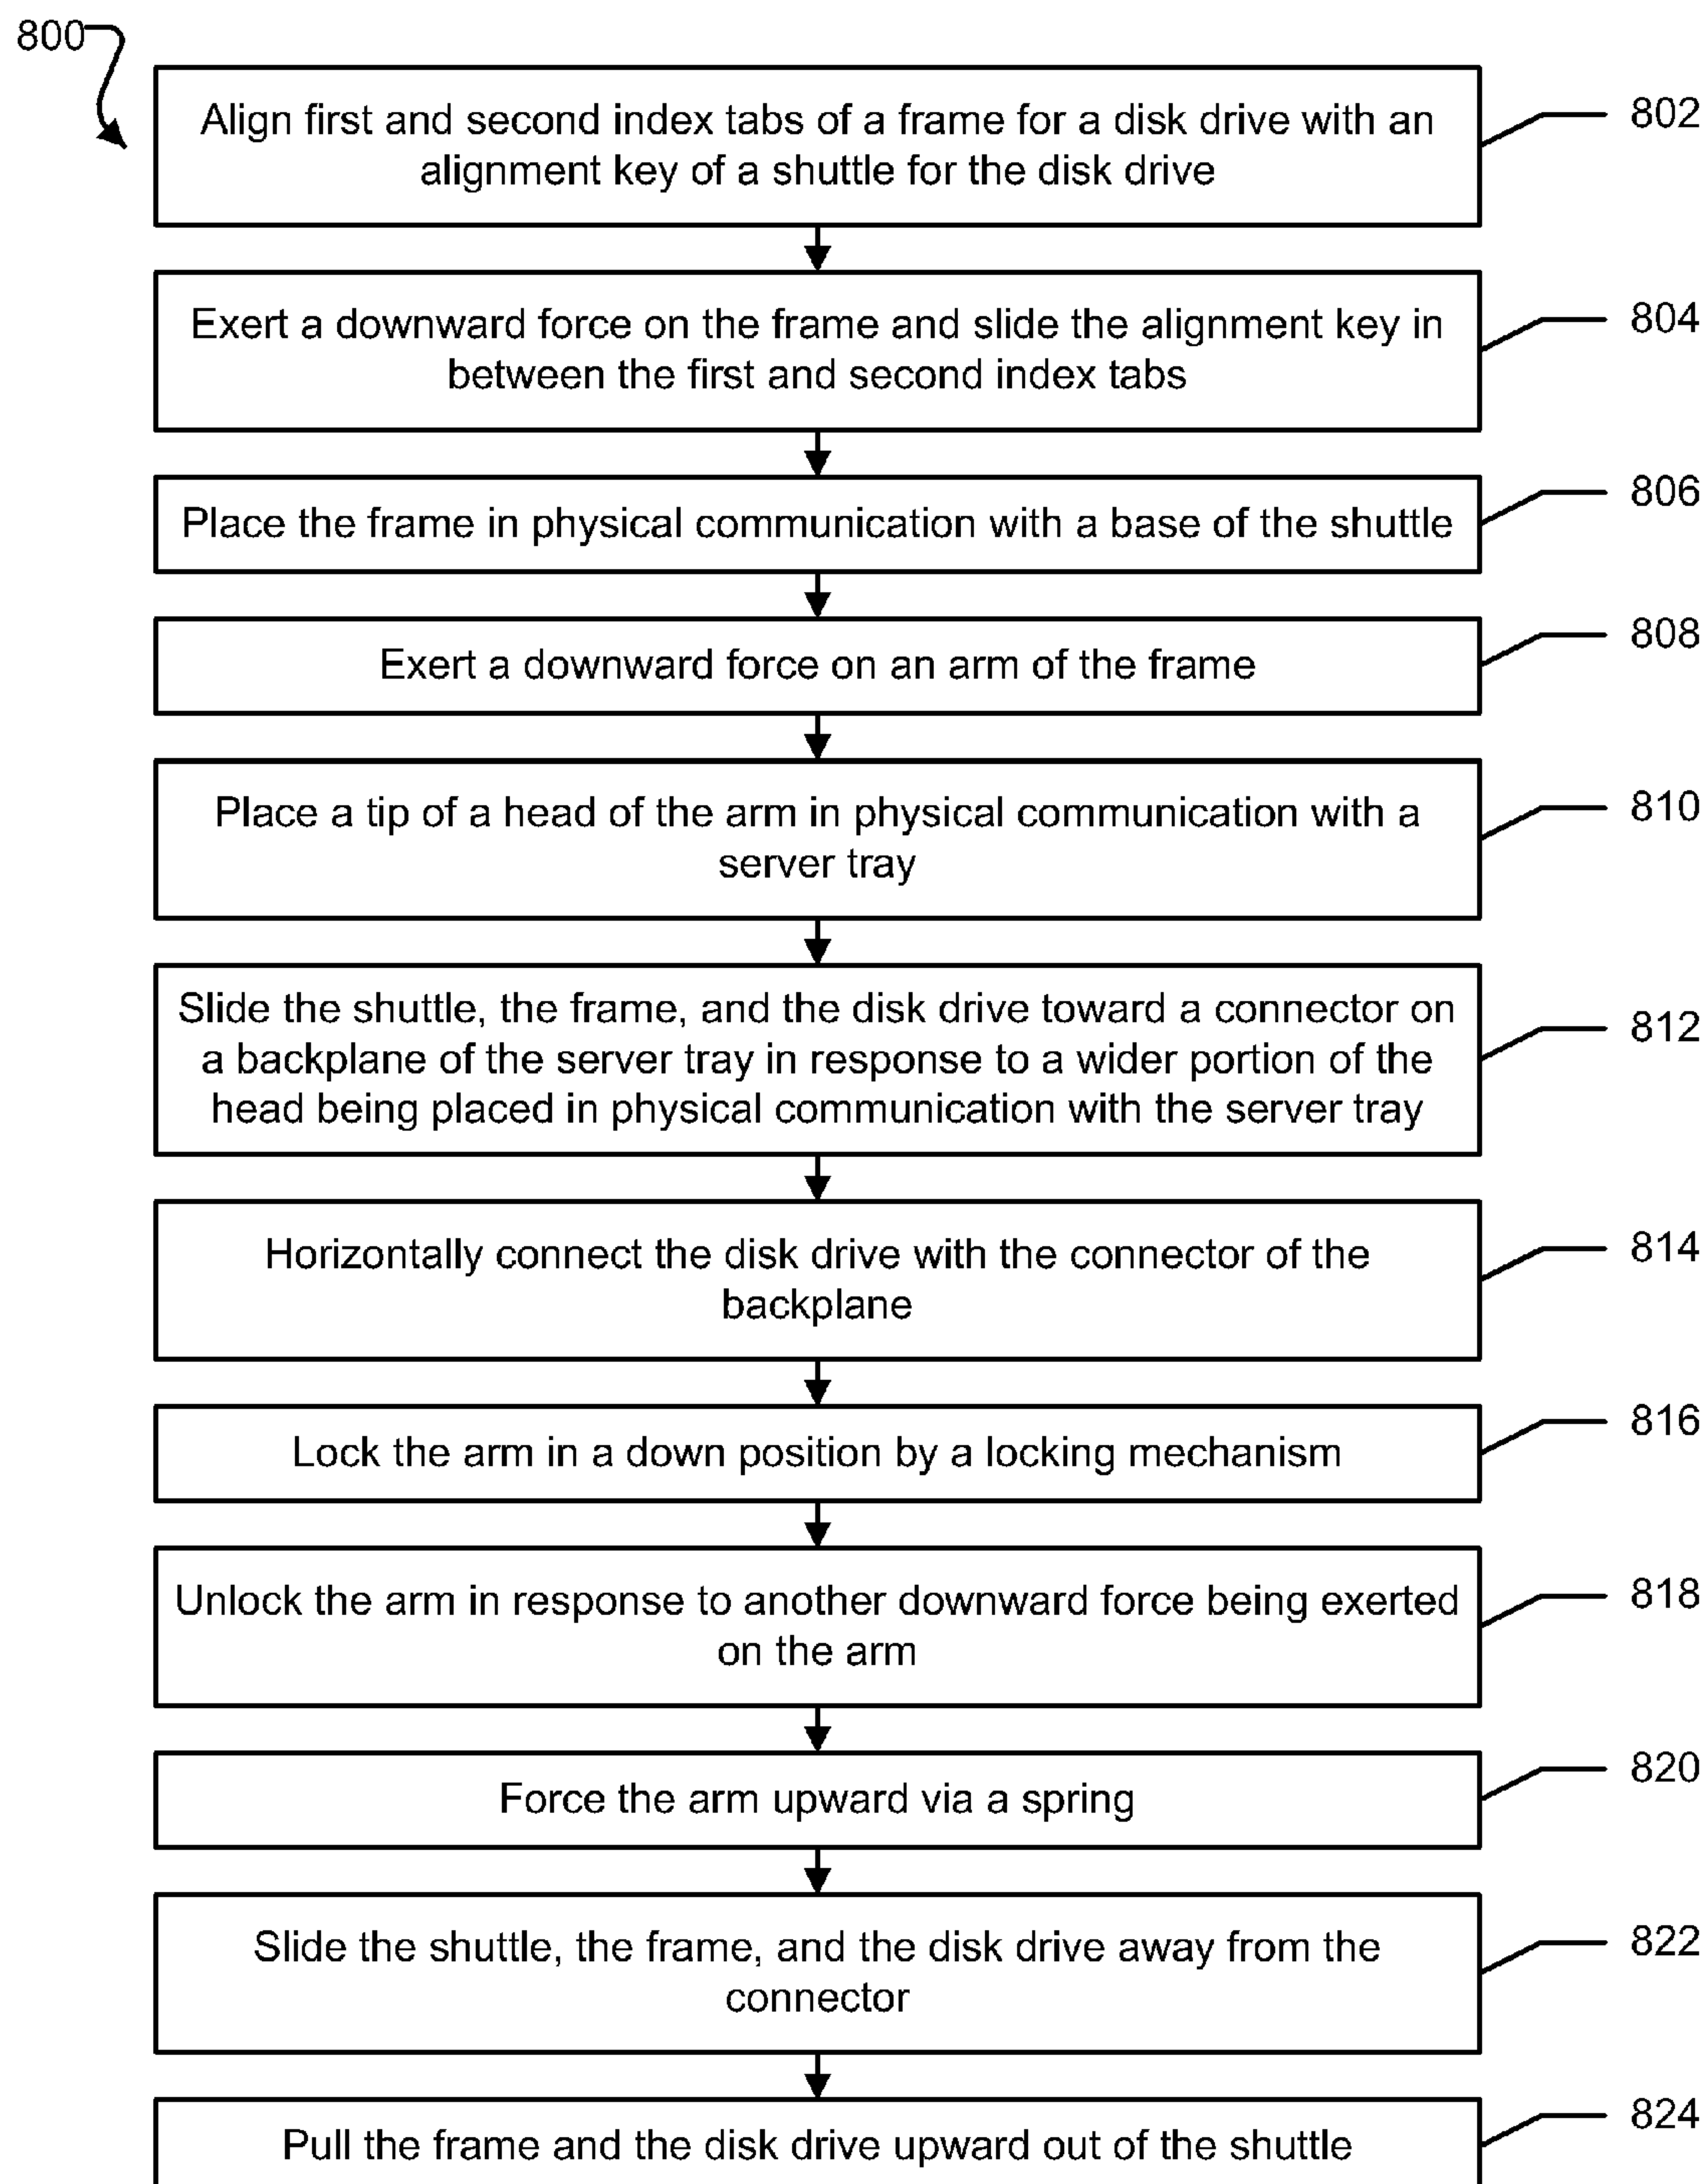 800
Align first and second index tabs of a frame for a disk drive with an
alignment key of a shuttle for the disk drive
802
Exert a downward force on the frame and slide the alignment key in
between the first and second index tabs
804
Place the frame in physical communication with a base of the shuttle
806
Exert a downward force on an arm of the frame
808
Place a tip of a head of the arm in physical communication with a
server tray
810
Slide the shuttle, the frame, and the disk drive toward a connector on
a backplane of the server tray in response to a wider portion of the
head being placed in physical communication with the server tray
812
Horizontally connect the disk drive with the connector of the
backplane
814
Lock the arm in a down position by a locking mechanism
816
Unlock the arm in response to another downward force being exerted
on the arm
818
Force the arm upward via a spring
820
Slide the shuttle, the frame, and the disk drive away from the
connector
822
Pull the frame and the disk drive upward out of the shuttle
824